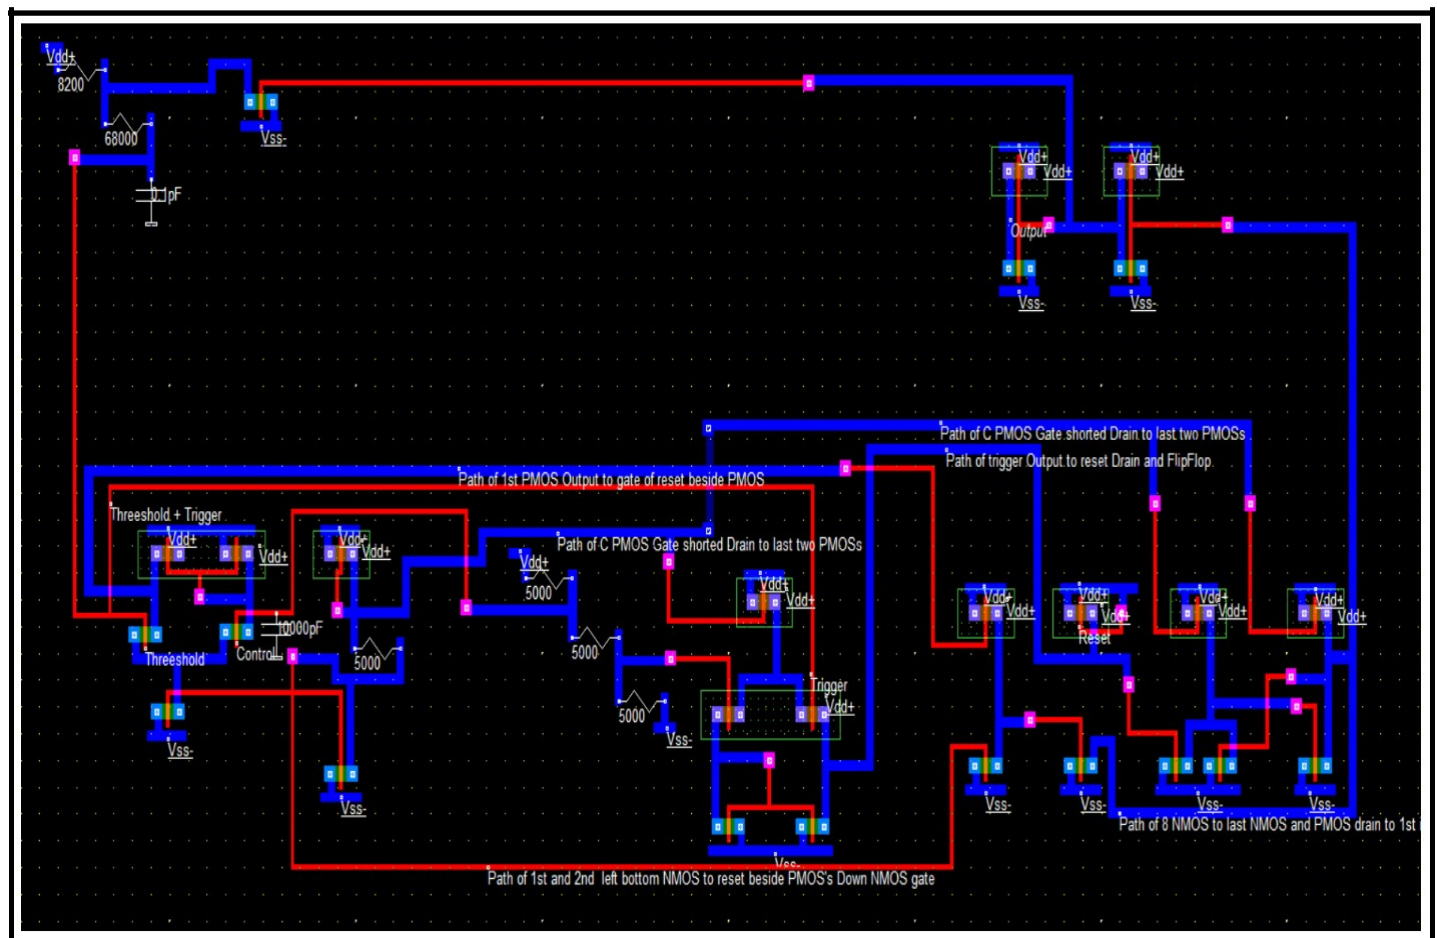 Vdd+
8200
68000
Vss-
0.1pF
Vdd+
Vdd+
Vdd+
Vdd+
Output
Vss-
Vss-
Path of C PMOS Gate shorted Drain to last two PMOSs
Path of trigger Output to reset Drain and FlipFlop
Path of 1st PMOS Output to gate of reset beside PMOS
Threeshold + Trigger
Vdd+
Vdd+
Vdd+
Vdd+
Path of C PMOS Gate shorted Drain to last two PMOSs
Vdd+
5000
Vdd+
Vdd+
Vdd+
Vdd+
Vdd+
Vdd+
Vdd+
Vdd+
Vdd+
Reset
10000pF
Threeshold
Control
5000
5000
Trigger
Vdd+
5000
Vss-
Vss-
Vss-
Vss-
Vss-
Vss-
Vss-
Path of 8 NMOS to last NMOS and PMOS drain to 1st
Vss-
Path of 1st and 2nd left bottom NMOS to reset beside PMOS's Down NMOS gate